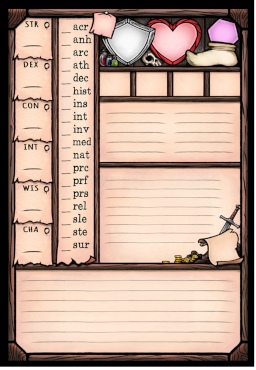 STR
DEX
CON
INT
WIS
CHA
acr
anh
arc
ath
dec
hist
ins
int
inv
med
nat
prc
prf
prs
rel
sle
ste
sur